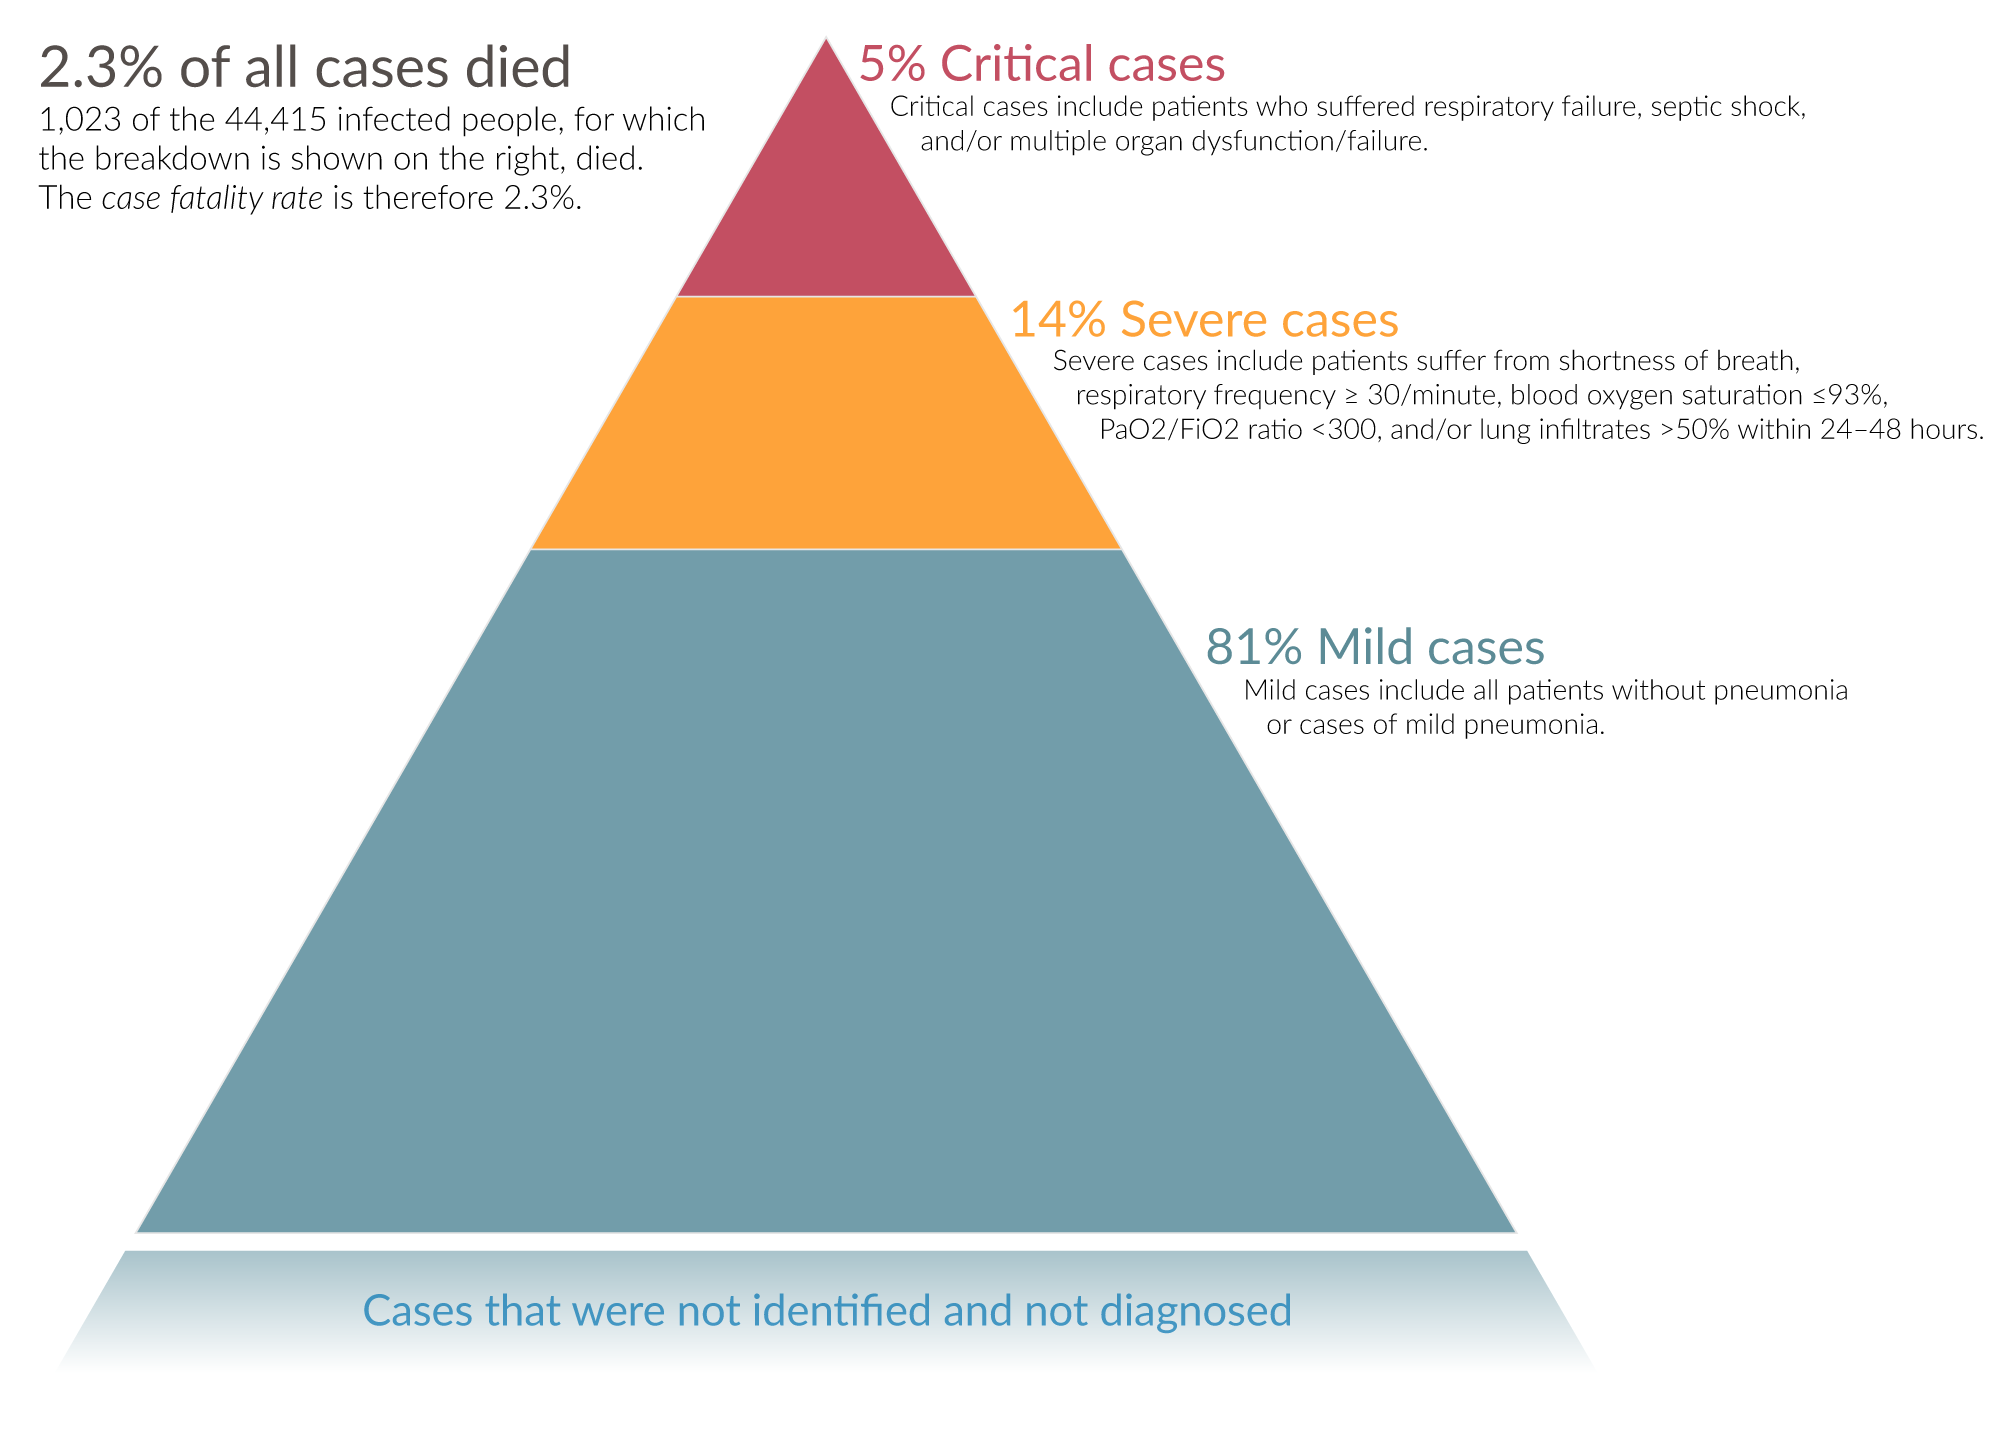 2.3% of all cases died
1,023 of the 44,415 infected people, for which
the breakdown is shown on the right, died.
The case fatality rate is therefore 2.3%.
5% Critical cases
Critical cases include patients who suffered respiratory failure, septic shock,
and/or multiple organ dysfunction/failure.
14% Severe cases
Severe cases include patients suffer from shortness of breath,
respiratory frequency ≥ 30/minute, blood oxygen saturation ≤93%,
PaO2/FiO2 ratio <300, and/or lung infiltrates >50% within 24–48 hours.
81% Mild cases
Mild cases include all patients without pneumonia
or cases of mild pneumonia.
Cases that were not identified and not diagnosed